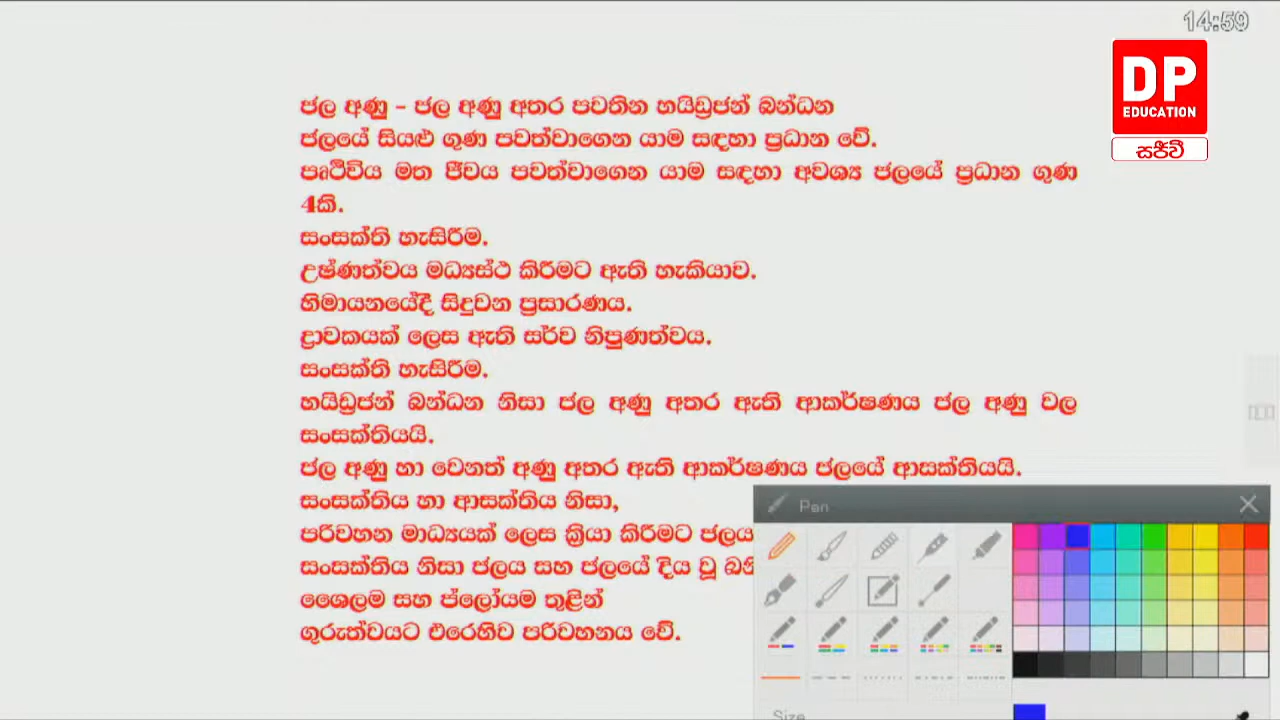 14:59
DP
EDUCATION
සජීවී
ජල අණු – ජල අණු අතර පවතින හයිඩ්‍රජන් බන්ධන
ජලයේ සියළු ගුණ පවත්වාගෙන යාම සඳහා ප්‍රධාන වේ.
පෘථිවිය මත ජීවය පවත්වාගෙන යාම සඳහා අවශ්‍ය ජලයේ ප්‍රධාන ගුණ
4කි.
සංසක්ති හැසිරීම.
උෂ්ණත්වය මධ්‍යස්ථ කිරීමට ඇති හැකියාව.
හිමායනයේදී සිදුවන ප්‍රසාරණය.
ද්‍රාවකයක් ලෙස ඇති සර්ව නිපුණත්වය.
සංසක්ති හැසිරීම.
හයිඩ්‍රජන් බන්ධන නිසා ජල අණු අතර ඇති ආකර්ෂණය ජල අණු වල
සංසක්තියයි.
ජල අණු හා වෙනත් අණු අතර ඇති ආකර්ෂණය ජලයේ ආසක්තියයි.
සංසක්තිය හා ආසක්තිය නිසා,
පරිවහන මාධ්‍යයක් ලෙස ක්‍රියා කිරීමට ජලය
සංසක්තිය නිසා ජලය සහ ජලයේ දිය වූ
ශෛලම සහ ප්ලෝයම තුළින්
ගුරුත්වයට එරෙහිව පරිවහනය වේ.
Pen
Size